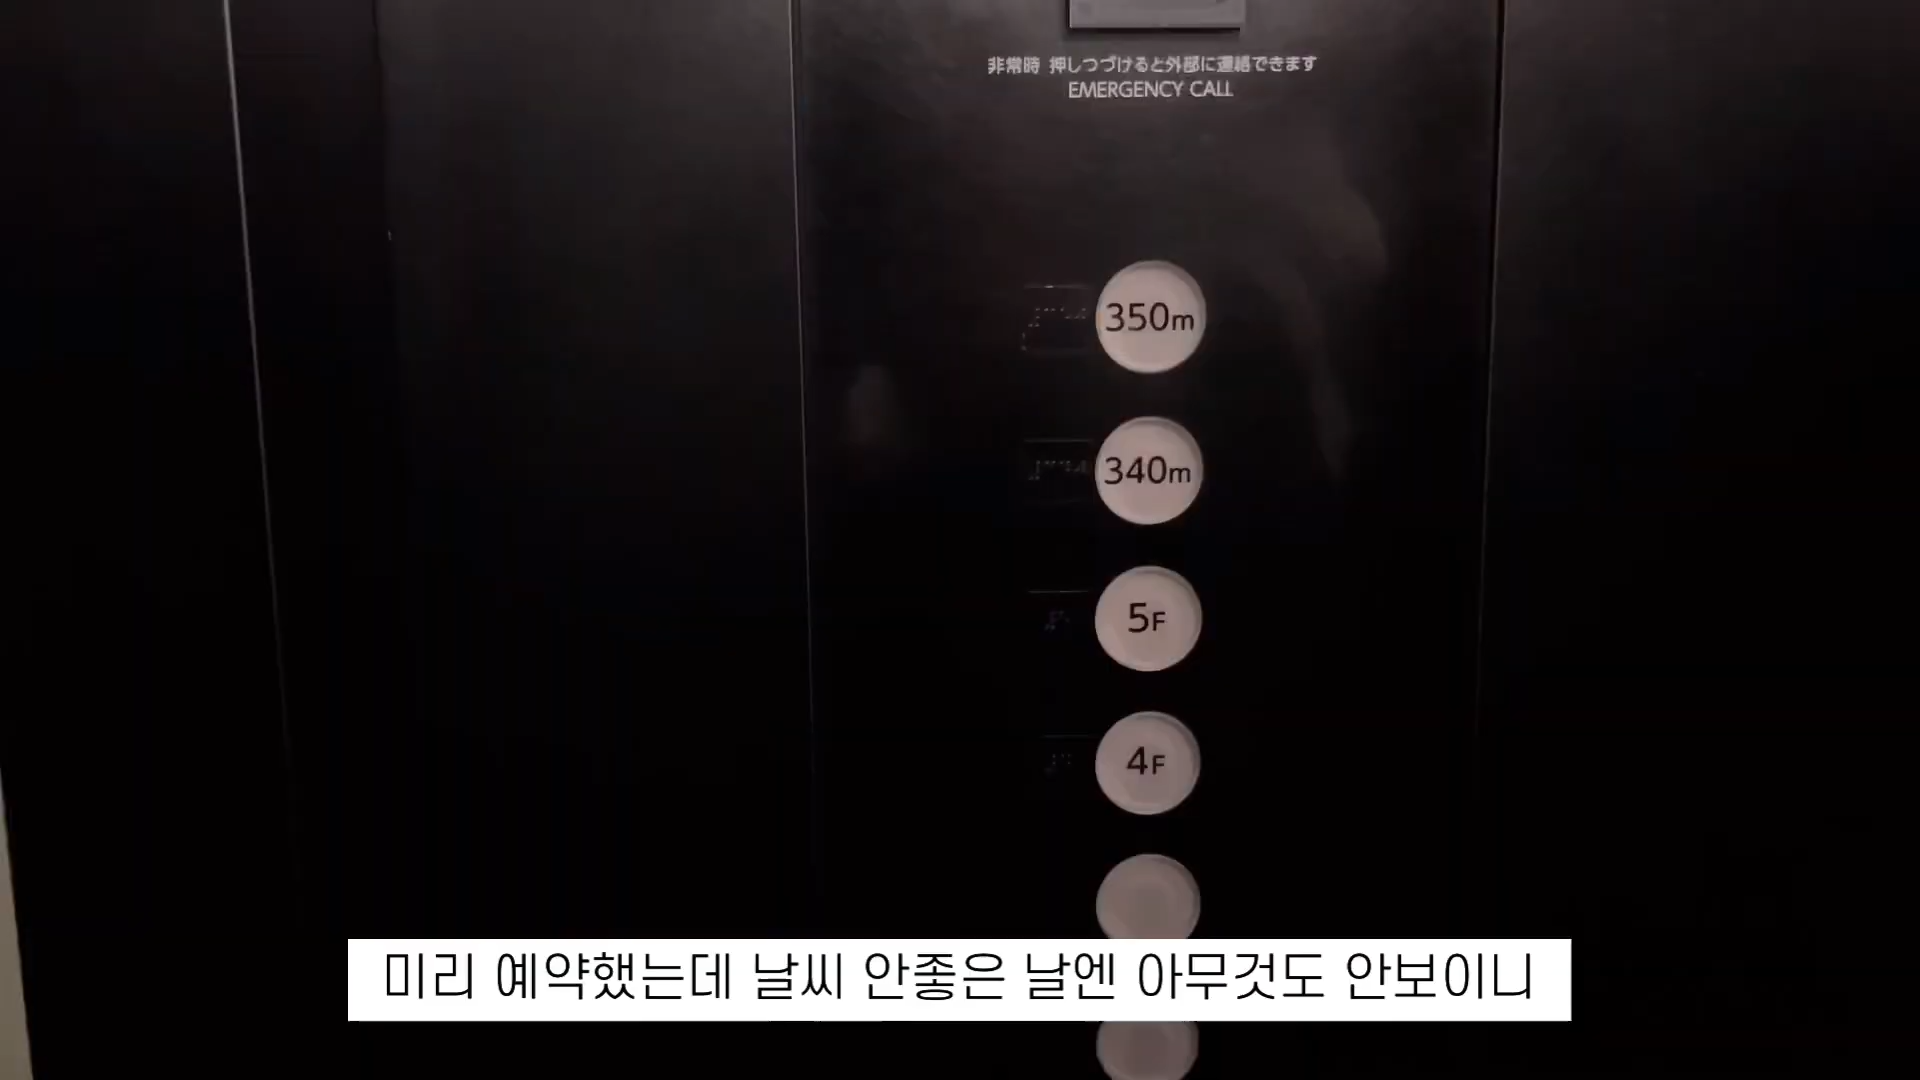 非常時 押しつづけると外部に連絡できます
EMERGENCY CALL
350m
340m
5F
4F
미리 예약했는데 날씨 안좋은 날엔 아무것도 안보이니